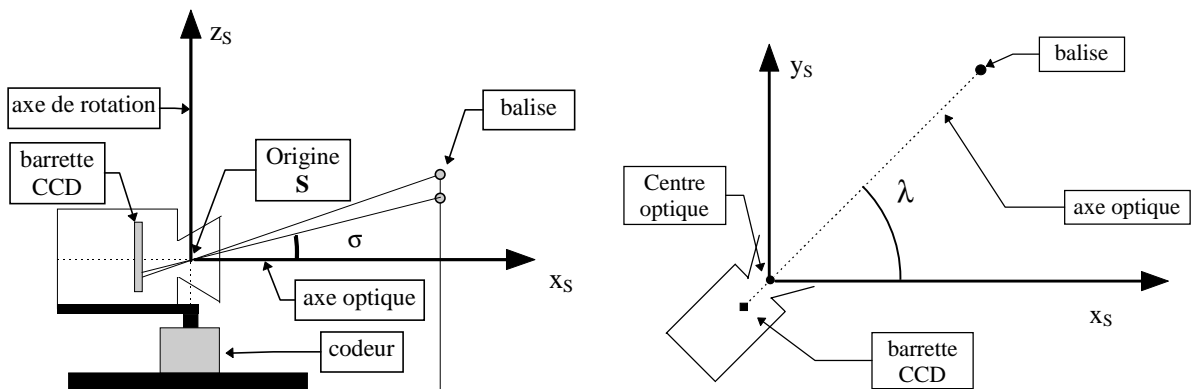 zS
axe de rotation
balise
barrette
CCD
Origine
S
σ
xS
axe optique
codeur
yS
balise
Centre
optique
λ
axe optique
xS
barrette
CCD